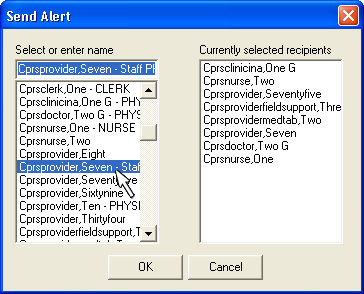 Send Alert
Select or enter name
Cprsprovider,Seven - Staff Pl
Cprsclerk,One - CLERK
Cprsclinicina,One G - PHY
Cprsdoctor,Two G - PHYS
Cprsnurse,One - NURSE
Cprsnurse,Two
Cprsprovider,Eight
Cprsprovider,Seven - Staf
Cprsprovider,Seventyfive
Cprsprovider,Sixtynine
Cprsprovider,Ten - PHYSI
Cprsprovider,Thirtyfour
Cprsproviderfieldsupport,T
Currently selected recipients
Cprsclinicina,One G
Cprsnurse,Two
Cprsprovider,Seventyfive
Cprsproviderfieldsupport,Thre
Cprsprovidermedtab,Two
Cprsprovider,Seven
Cprsdoctor,Two G
Cprsnurse,One
OK
Cancel